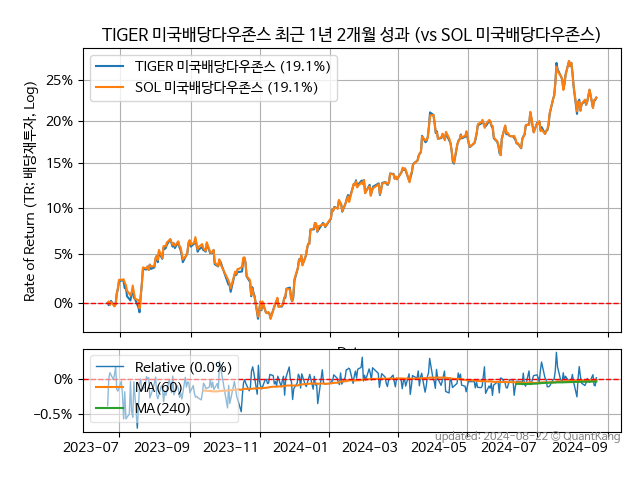 TIGER 미국배당다우존스 최근 1년 2개월 성과 (vs SOL 미국배당다우존스)
Rate of Return (TR: 배당재투자, Log)
25%
20%
15%
10%
5%
0%
TIGER 미국배당다우존스 (19.1%)
SOL 미국배당다우존스 (19.1%)
0%
−0.5%
Relative (0.0%)
MA(60)
MA(240)
2023−07 2023−09 2023−11 2024−01 2024−03 2024−05 2024−07 2024−09
updated: 2024−08−22 © QuantKang